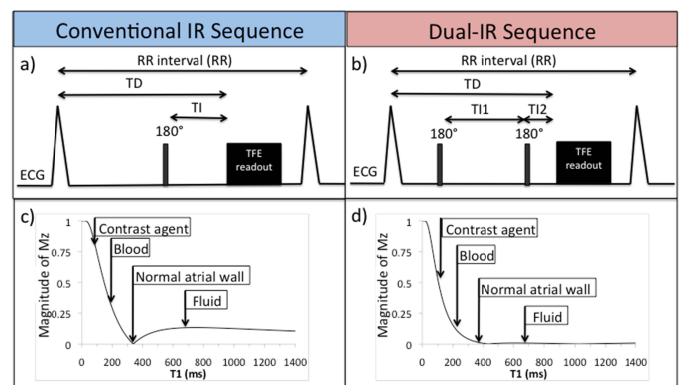 Conventional IR Sequence
Dual-IR Sequence
a)
RR interval (RR)
TD
TI
180°
TFE
readout
ECG
b)
RR interval (RR)
TD
TI1
TI2
180°
180°
TFE
readout
ECG
c)
Magnitude of Mz
1
0.75
0.5
0.25
0
Contrast agent
Blood
Normal atrial wall
Fluid
0 200 400 600 800 1000 1200 1400
T1 (ms)
d)
Magnitude of Mz
1
0.75
0.5
0.25
0
Contrast agent
Blood
Normal atrial wall
Fluid
0 200 400 600 800 1000 1200 1400
T1 (ms)